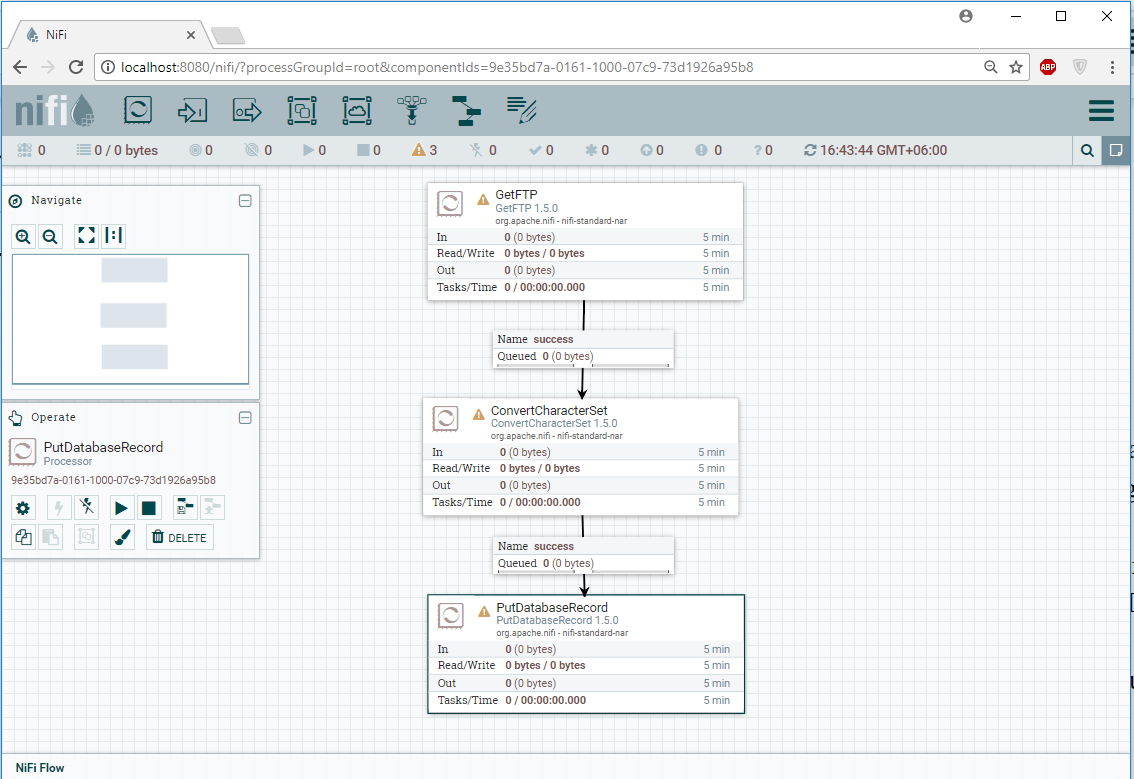 NiFi
localhost:8080/nifi/?processGroupId=root&componentIds=9e35bd7a-0161-1000-07c9-73d1926a95b8
ABP
nifi
0 0 / 0 bytes 0 0 0 0 3 0 0 0 0 0 ? 0 16:43:44 GMT+06:00
Navigate
Operate
PutDatabaseRecord
Processor
9e35bd7a-0161-1000-07c9-73d1926a95b8
DELETE
GetFTP
GetFTP 1.5.0
org.apache.nifi - nifi-standard-nar
In 0 (0 bytes) 5 min
Read/Write 0 bytes / 0 bytes 5 min
Out 0 (0 bytes) 5 min
Tasks/Time 0 / 00:00:00.000 5 min
Name success
Queued 0 (0 bytes)
ConvertCharacterSet
ConvertCharacterSet 1.5.0
org.apache.nifi - nifi-standard-nar
In 0 (0 bytes) 5 min
Read/Write 0 bytes / 0 bytes 5 min
Out 0 (0 bytes) 5 min
Tasks/Time 0 / 00:00:00.000 5 min
Name success
Queued 0 (0 bytes)
PutDatabaseRecord
PutDatabaseRecord 1.5.0
org.apache.nifi - nifi-standard-nar
In 0 (0 bytes) 5 min
Read/Write 0 bytes / 0 bytes 5 min
Out 0 (0 bytes) 5 min
Tasks/Time 0 / 00:00:00.000 5 min
NiFi Flow